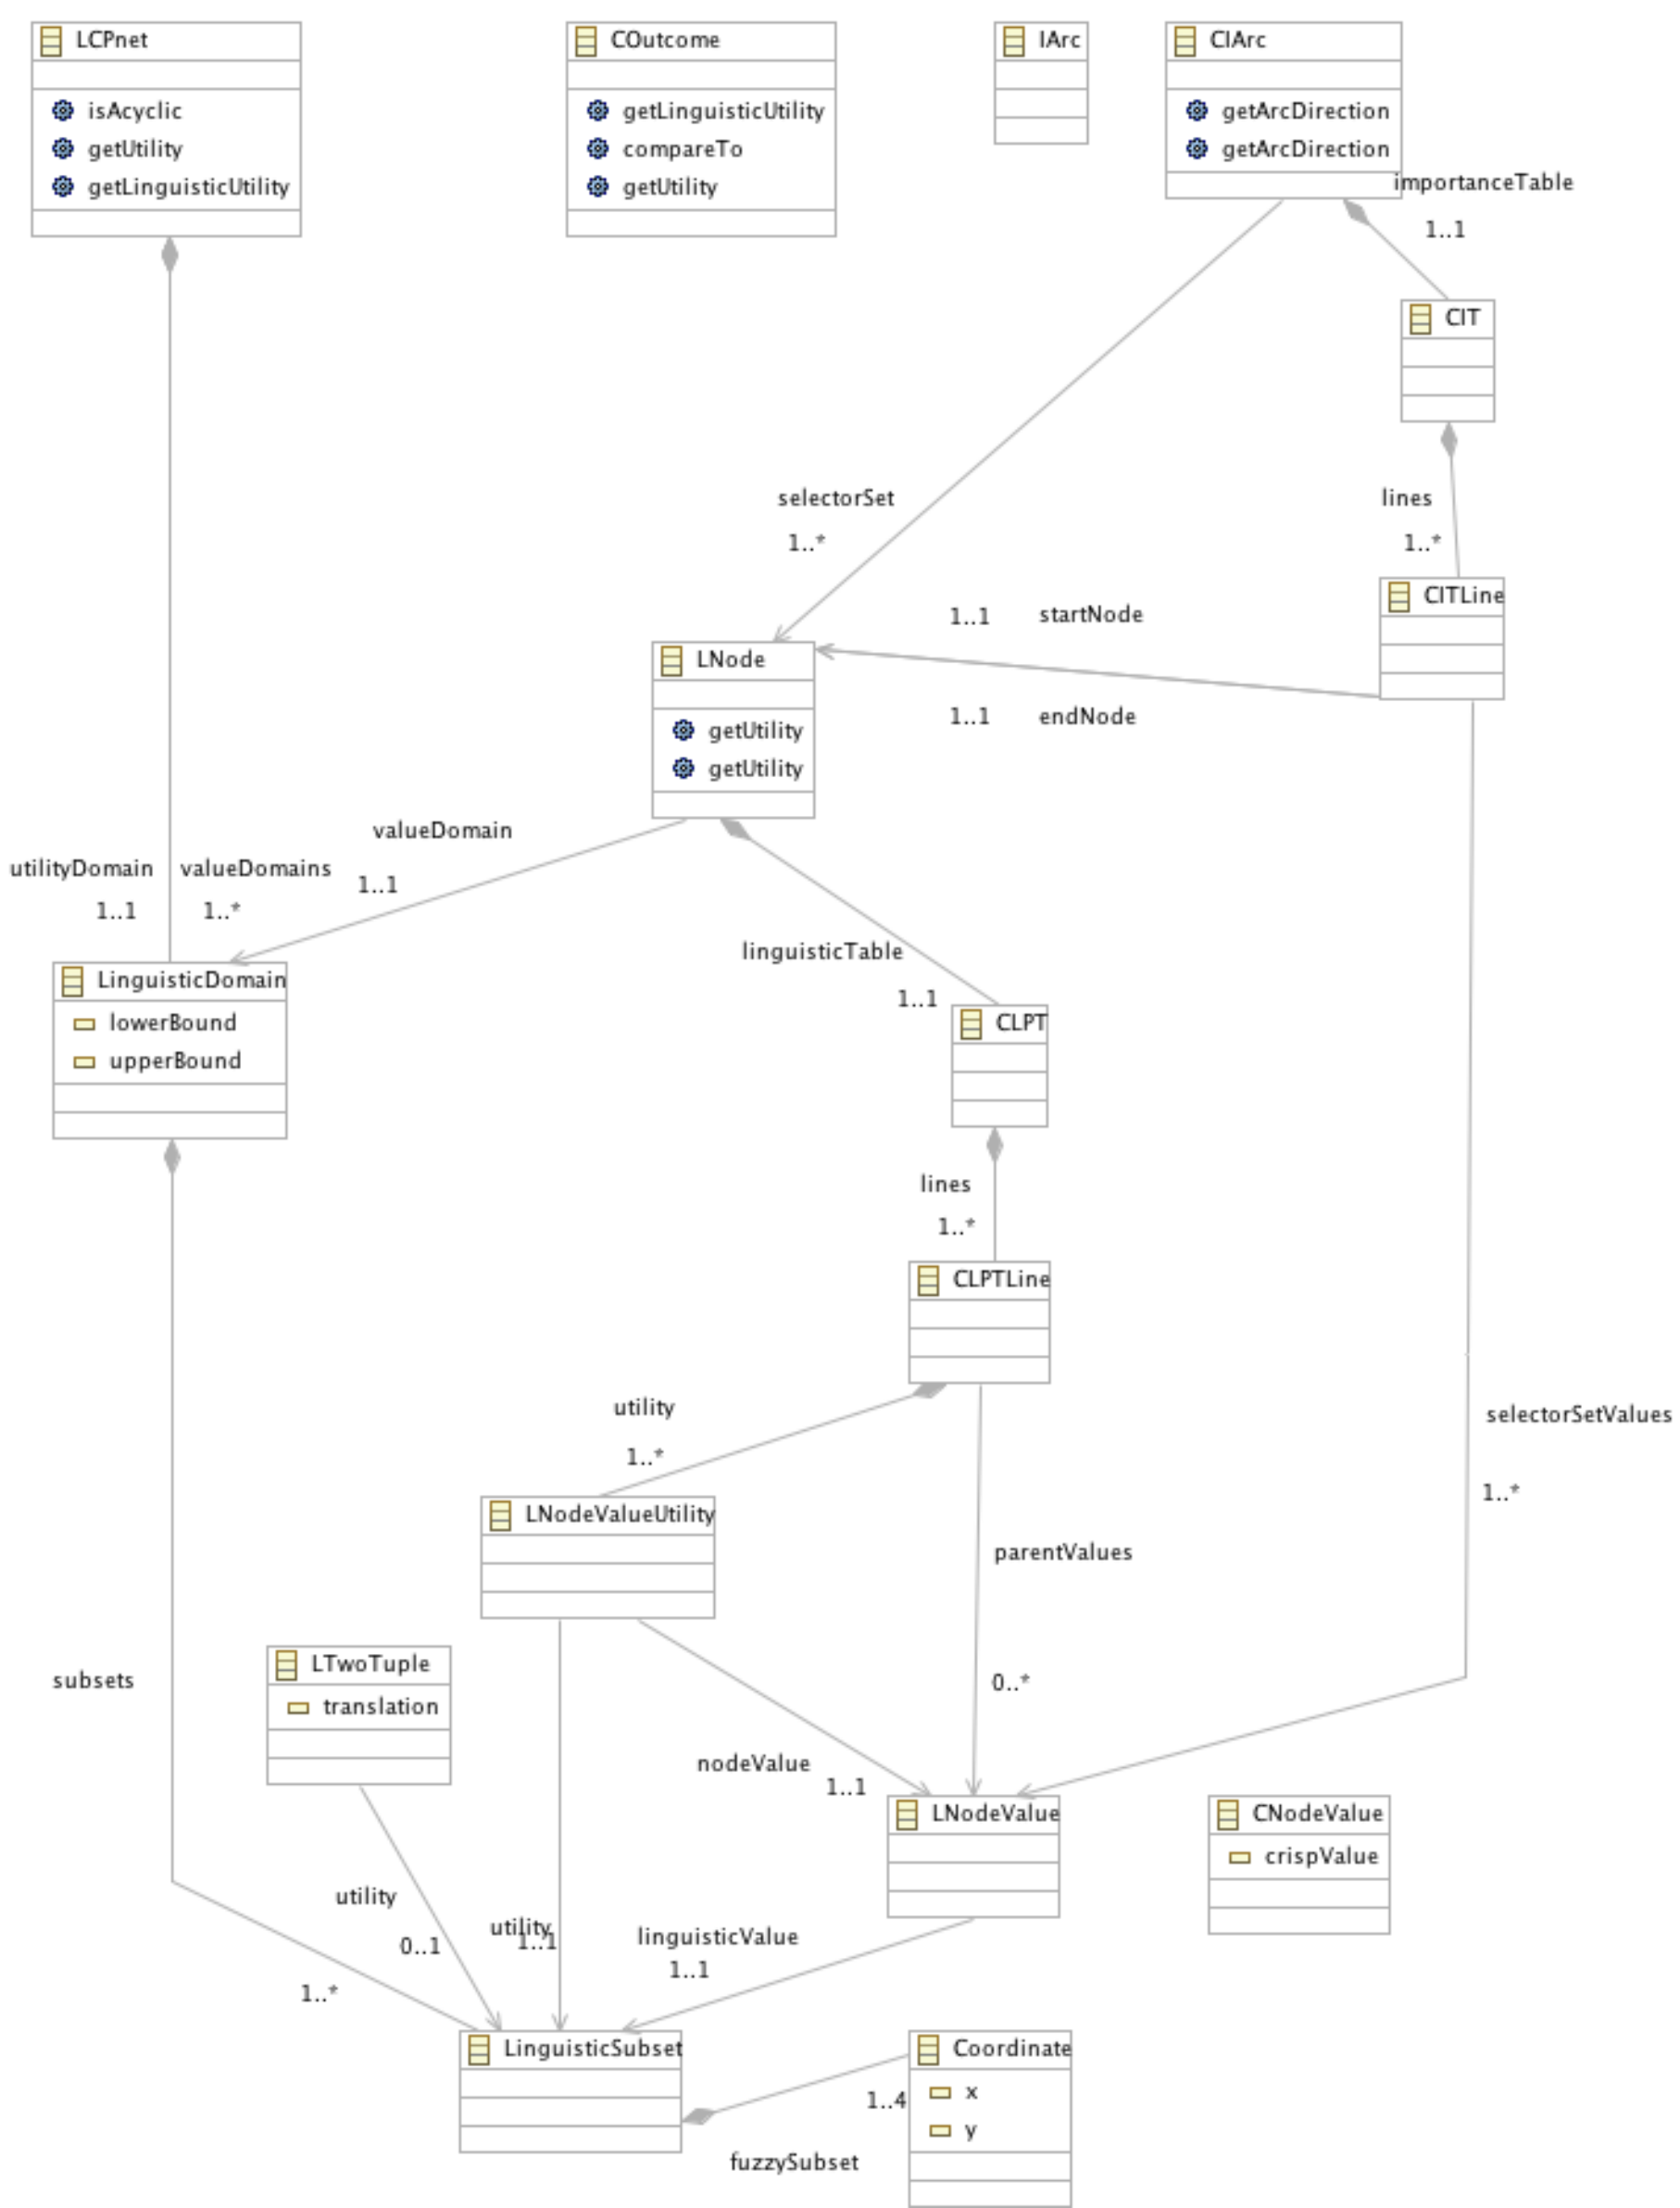 LCPnet
isAcyclic
getUtility
getLinguisticUtility
COutcome
getLinguisticUtility
compareTo
getUtility
IArc
CIArc
getArcDirection
getArcDirection
importanceTable
1..1
CIT
lines
1..*
selectorSet
1..*
CITLine
1..1 startNode
1..1 endNode
LNode
getUtility
getUtility
valueDomain
1..1
utilityDomain
1..1
valueDomains
1..*
linguisticTable
1..1
LinguisticDomain
lowerBound
upperBound
CLPT
lines
1..*
CLPTLine
utility
1..*
selectorSetValues
1..*
LNodeValueUtility
parentValues
0..*
LTwoTuple
translation
subsets
1..*
nodeValue
1..1
LNodeValue
CNodeValue
crispValue
utility
0..1
utility
1..1
linguisticValue
1..1
LinguisticSubset
Coordinate
x
y
1..4
fuzzySubset